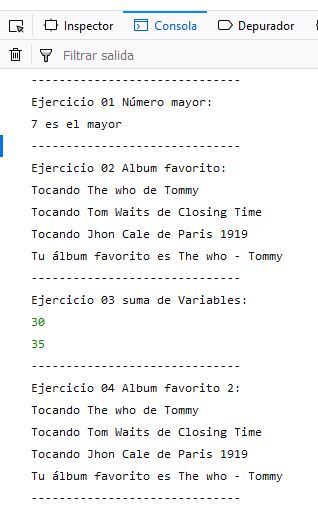 Inspector Consola Depurador
Filtrar salida
------------------------------
Ejercicio 01 Número mayor:
7 es el mayor
------------------------------
Ejercicio 02 Album favorito:
Tocando The who de Tommy
Tocando Tom Waits de Closing Time
Tocando Jhon Cale de Paris 1919
Tu álbum favorito es The who - Tommy
------------------------------
Ejercicio 03 suma de Variables:
30
35
------------------------------
Ejercicio 04 Album favorito 2:
Tocando The who de Tommy
Tocando Tom Waits de Closing Time
Tocando Jhon Cale de Paris 1919
Tu álbum favorito es The who - Tommy
------------------------------